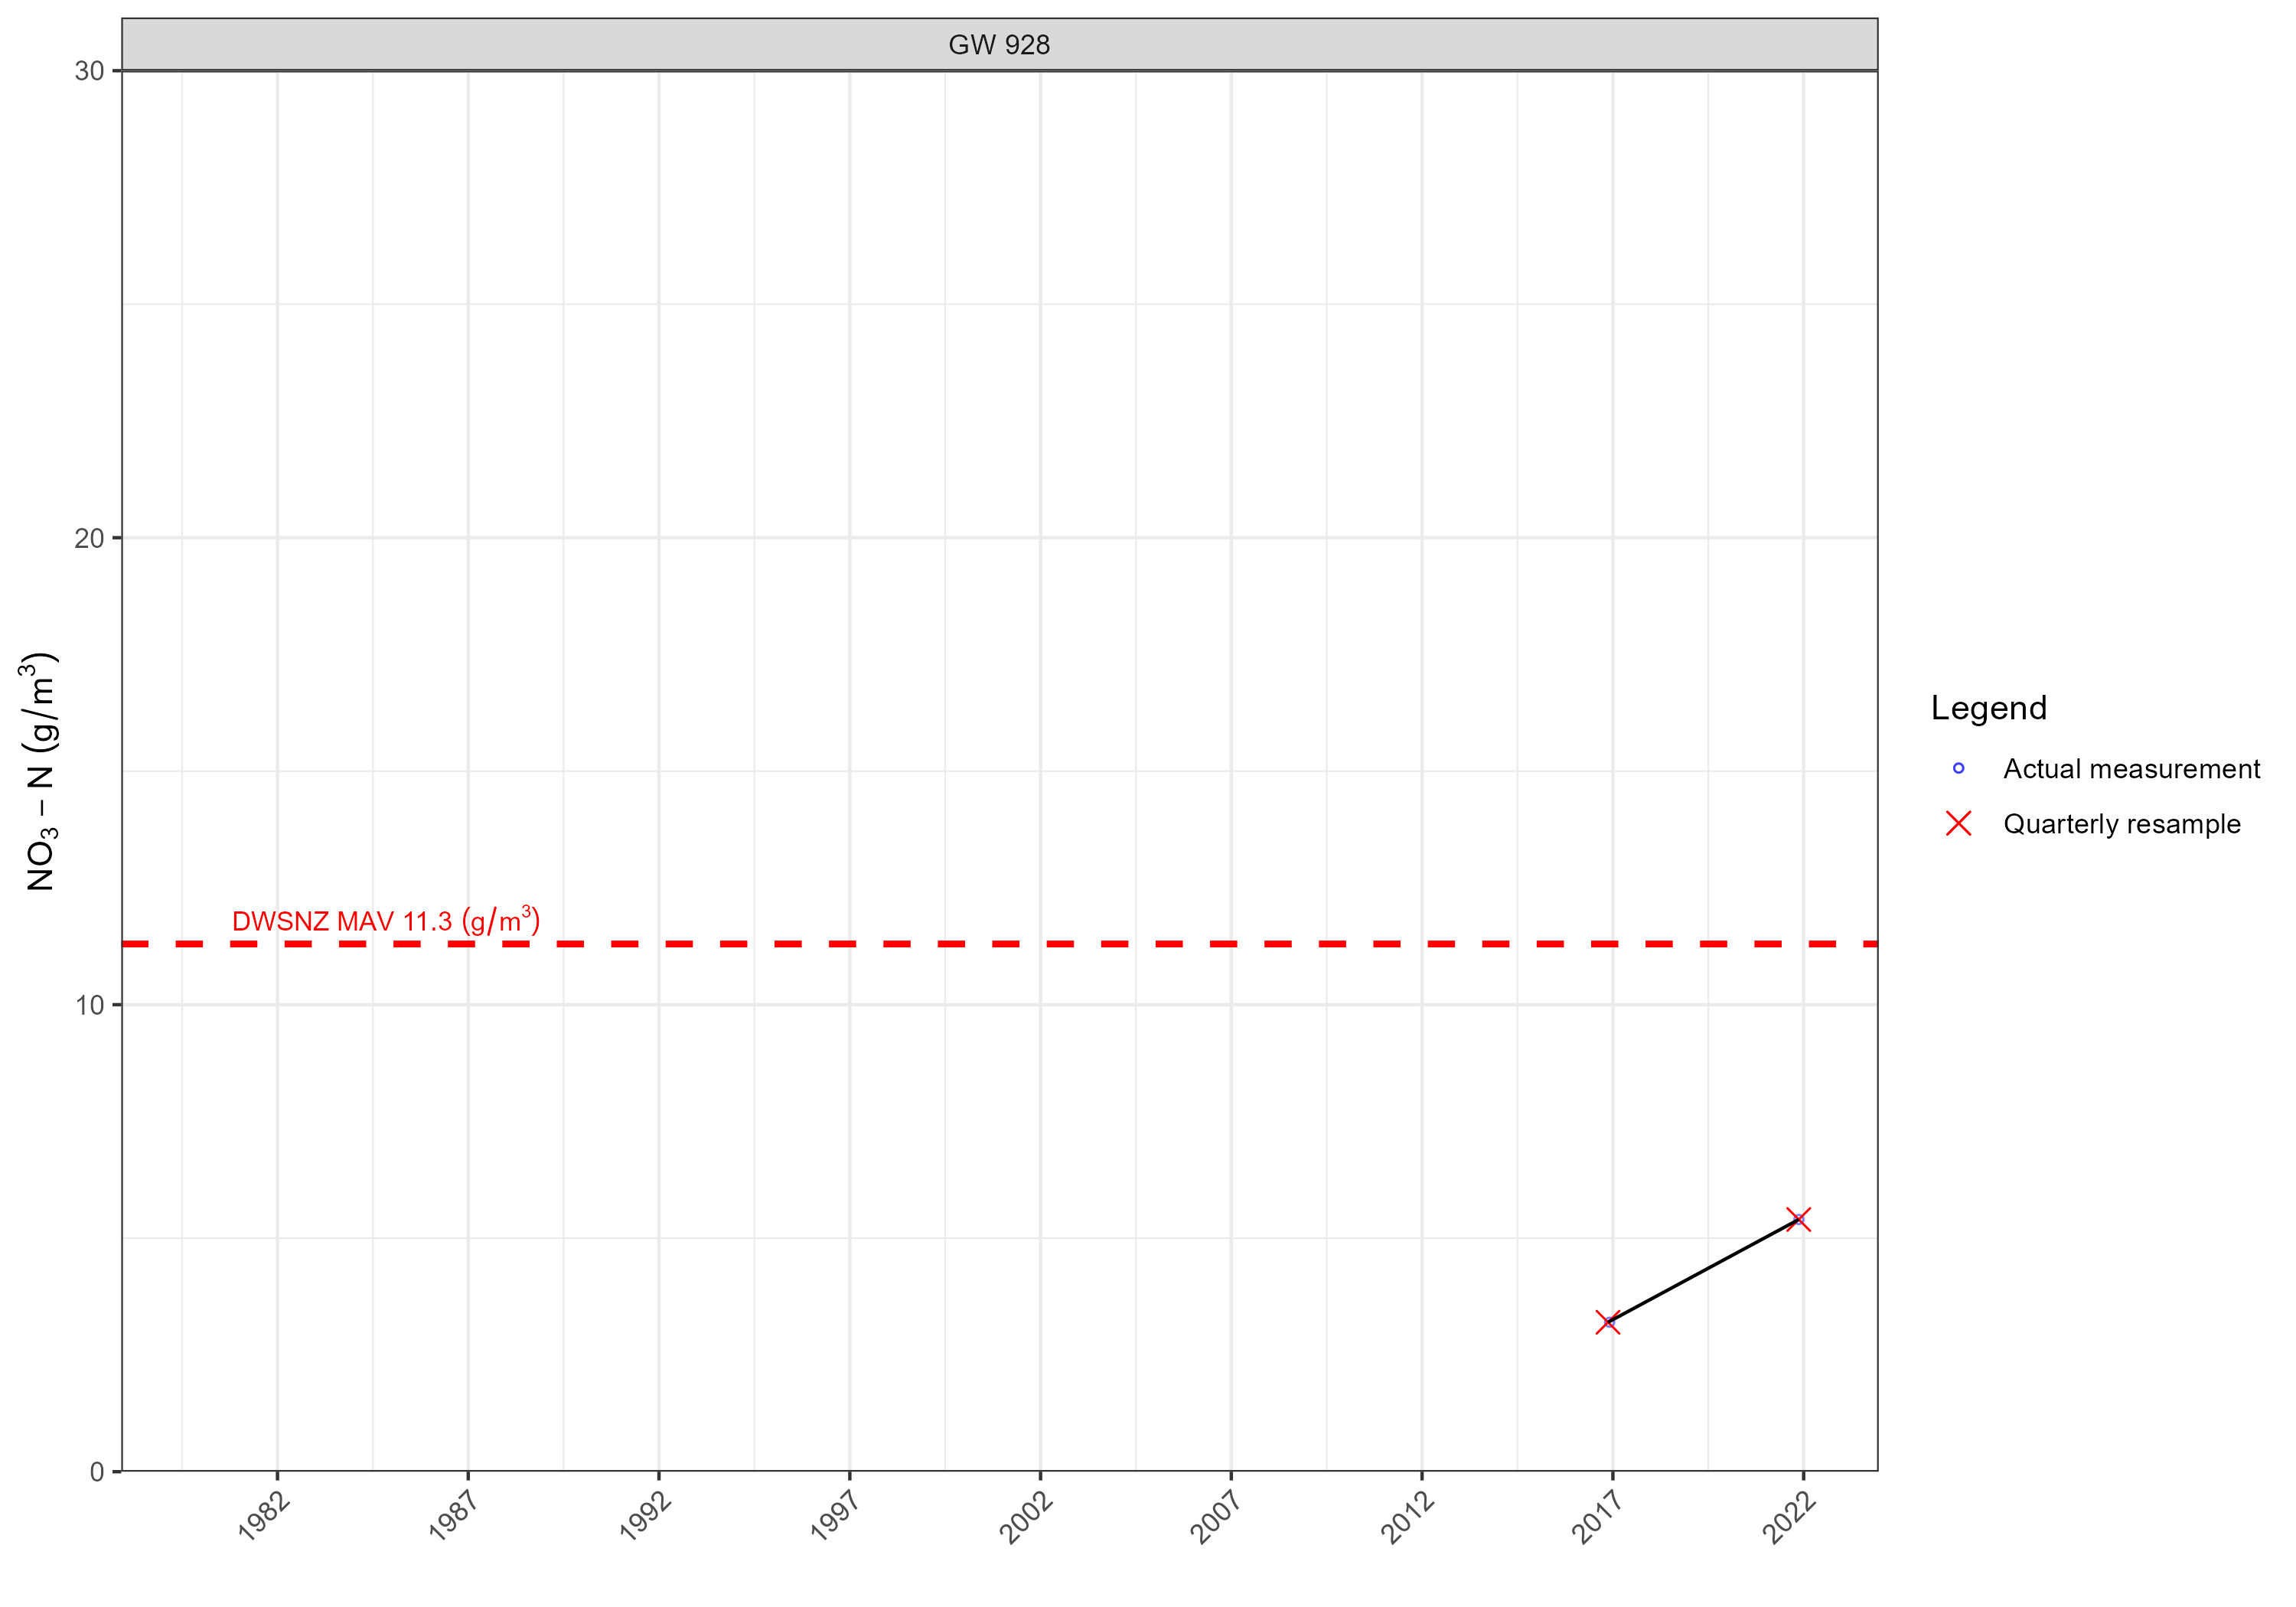 GW 928
30
20
10
0
NO₃ – N (g/m³)
DWSNZ MAV 11.3 (g/m³)
1982
1987
1992
1997
2002
2007
2012
2017
2022
Legend
Actual measurement
Quarterly resample